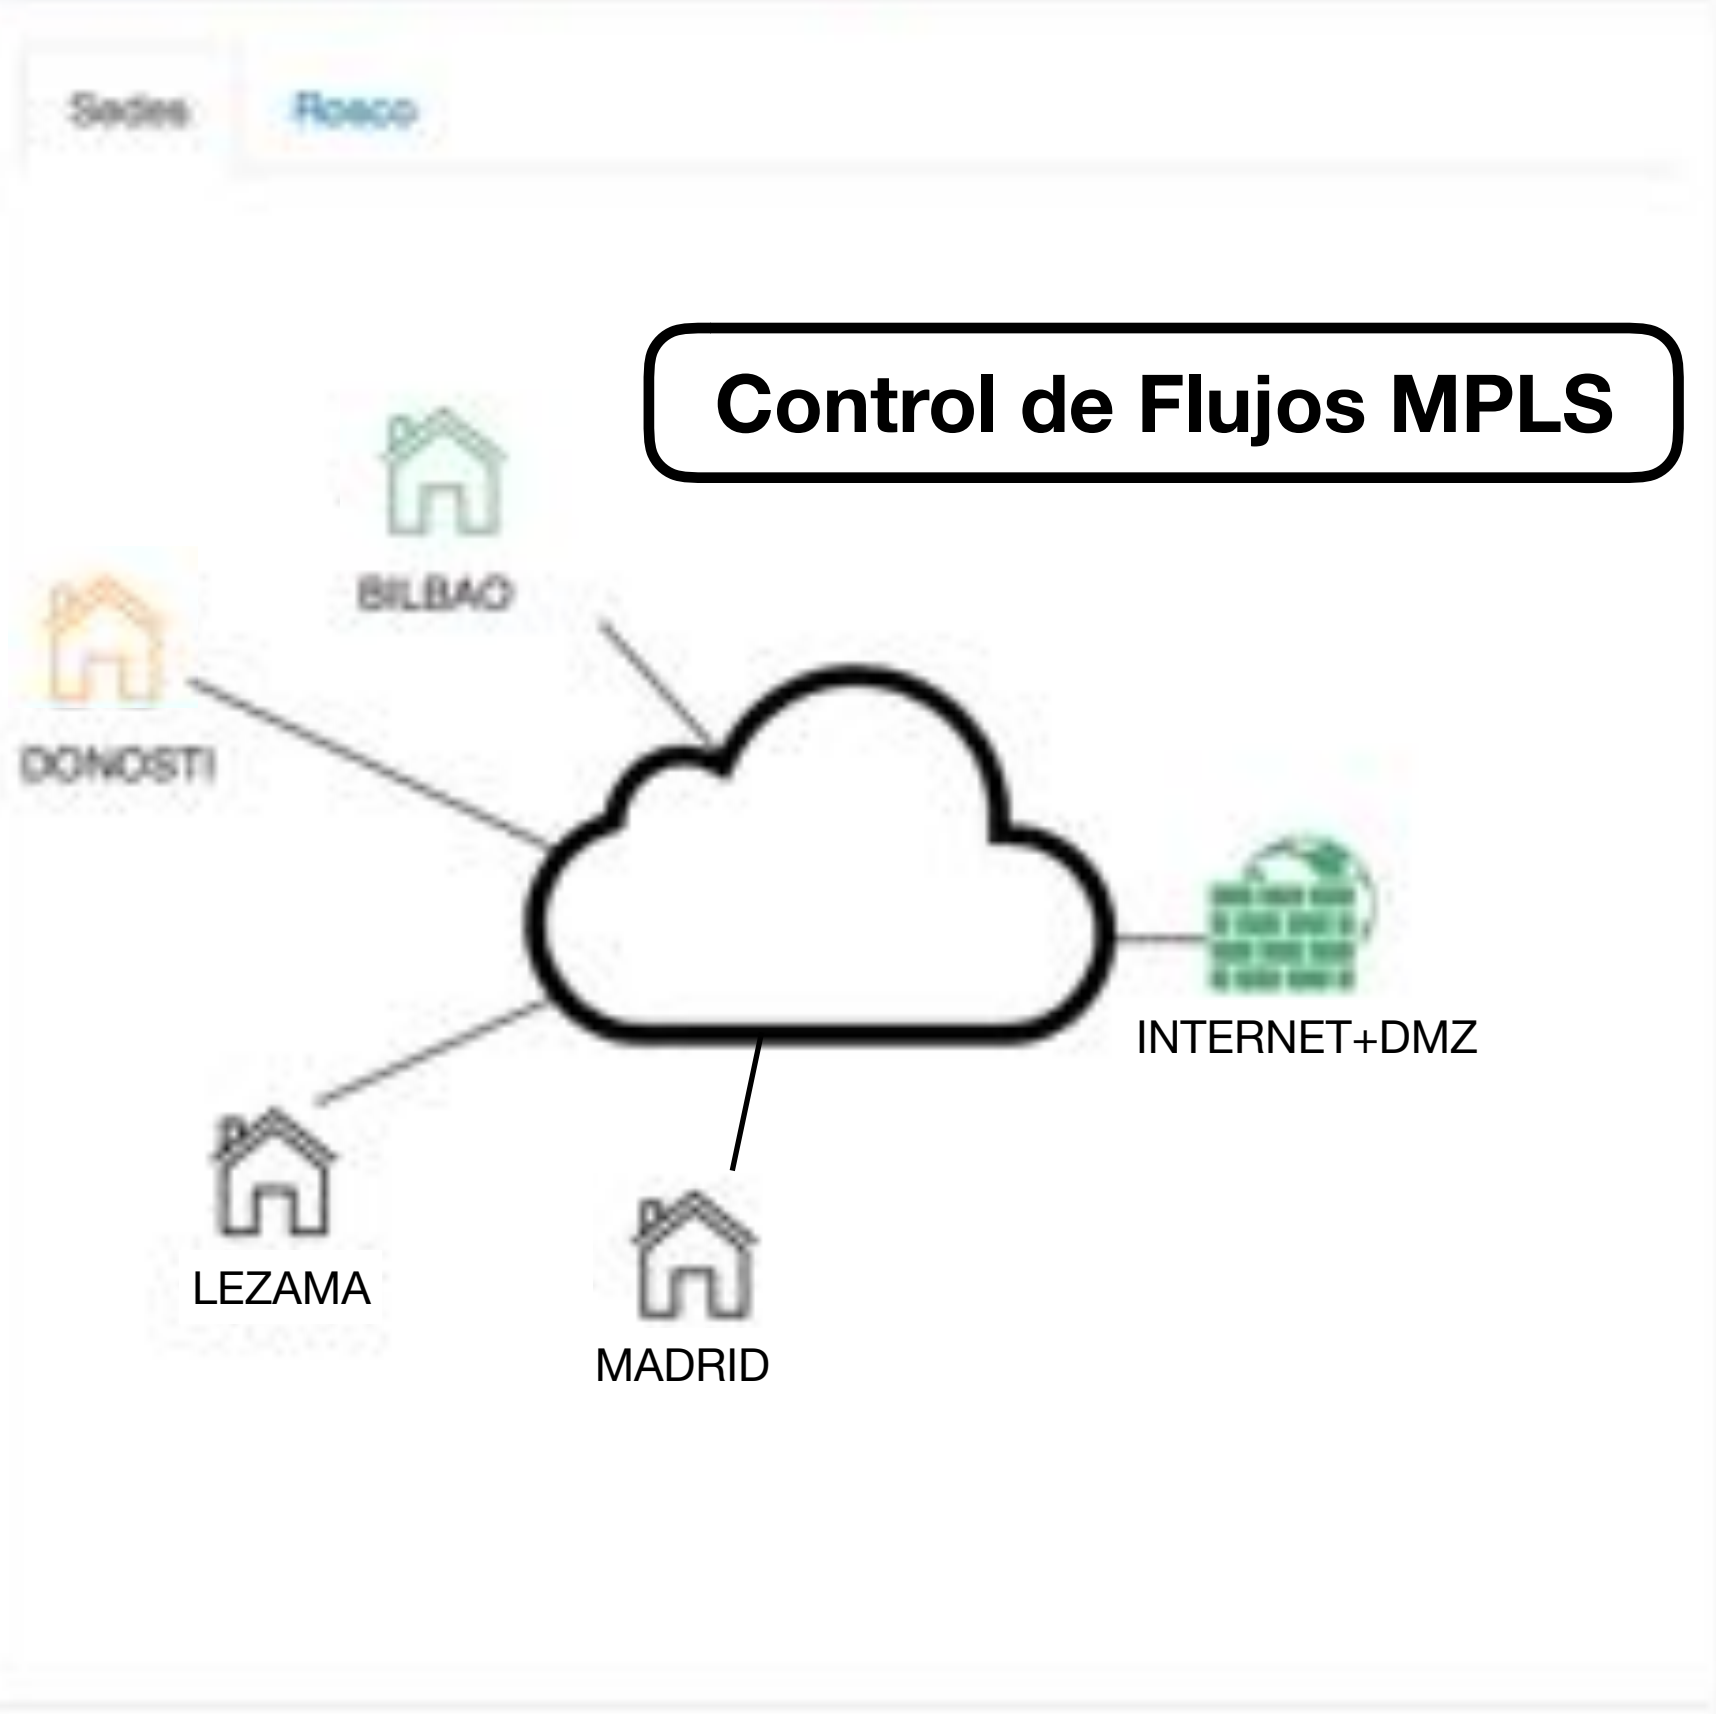 Sedes Rosco
Control de Flujos MPLS
BILBAO
DONOSTI
INTERNET+DMZ
LEZAMA
MADRID